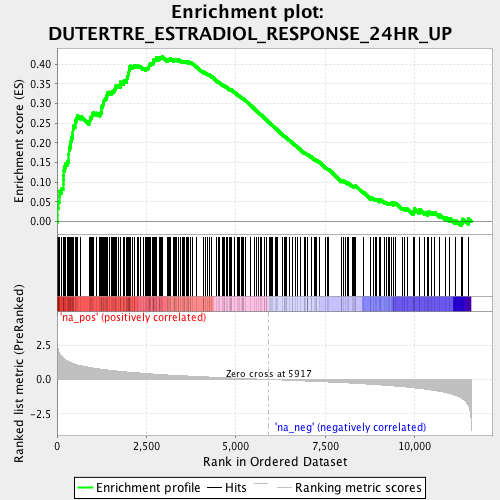 Enrichment plot:
DUTERTRE_ESTRADIOL_RESPONSE_24HR_UP
Enrichment score (ES)
0.40
0.35
0.30
0.25
0.20
0.15
0.10
0.05
0.00
'na_pos' (positively correlated)
Ranked list metric (PreRanked)
2.5
0.0
-2.5
Zero cross at 5917
'na_neg' (negatively correlated)
0
2,500
5,000
7,500
10,000
Rank in Ordered Dataset
Enrichment profile
Hits
Ranking metric scores